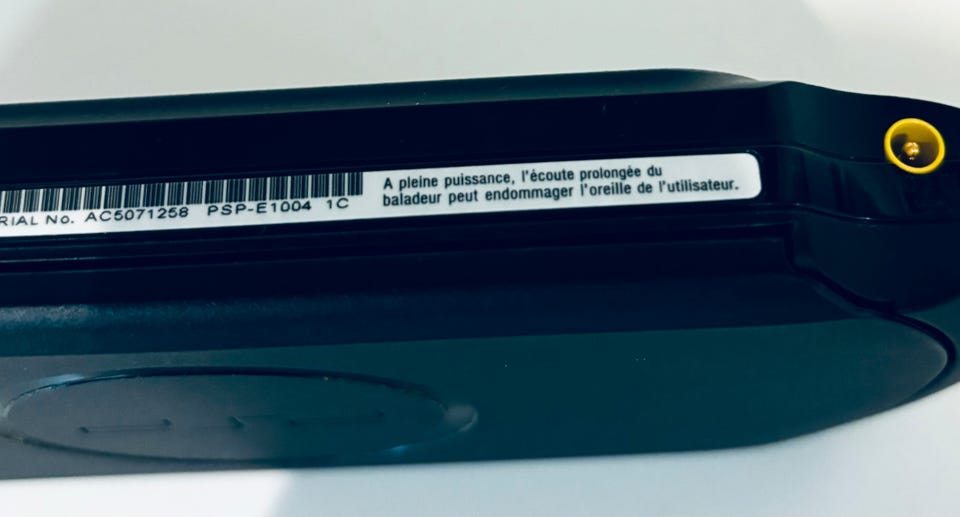 RIAL No. AC5071258 PSP-E1004 1C
A pleine puissance, l'écoute prolongée du
baladeur peut endommager l'oreille de l'utilisateur.